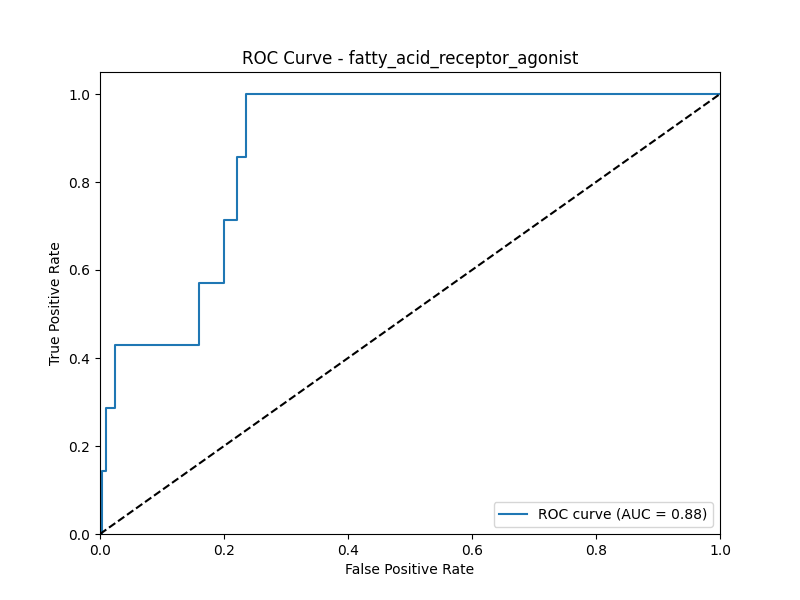 ROC Curve - fatty_acid_receptor_agonist
True Positive Rate
1.0
0.8
0.6
0.4
0.2
0.0
0.0 0.2 0.4 0.6 0.8 1.0
False Positive Rate
ROC curve (AUC = 0.88)